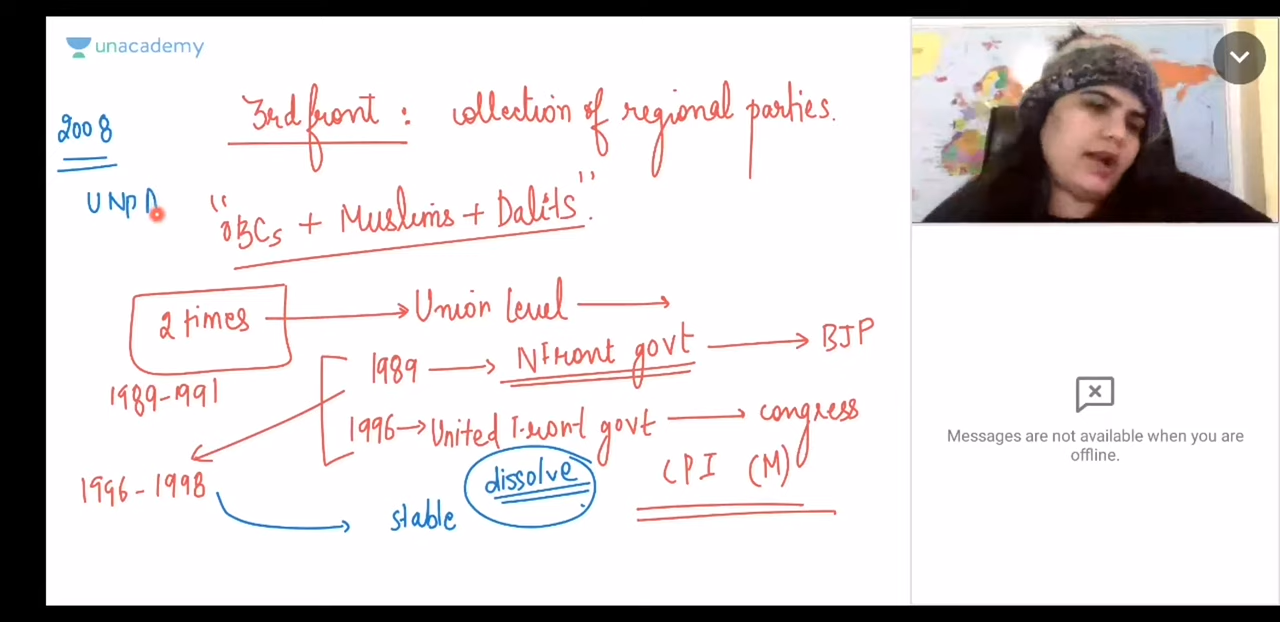 unacademy
3rd front : collection of regional parties.
2008
UNPA
"OBCs + Muslims + Dalits".
2 times → Union level →
1989 → NFront govt → BJP
1989-1991
1996 → United Front govt → congress
CPI (M)
1996-1998
dissolve
stable
Messages are not available when you are
offline.